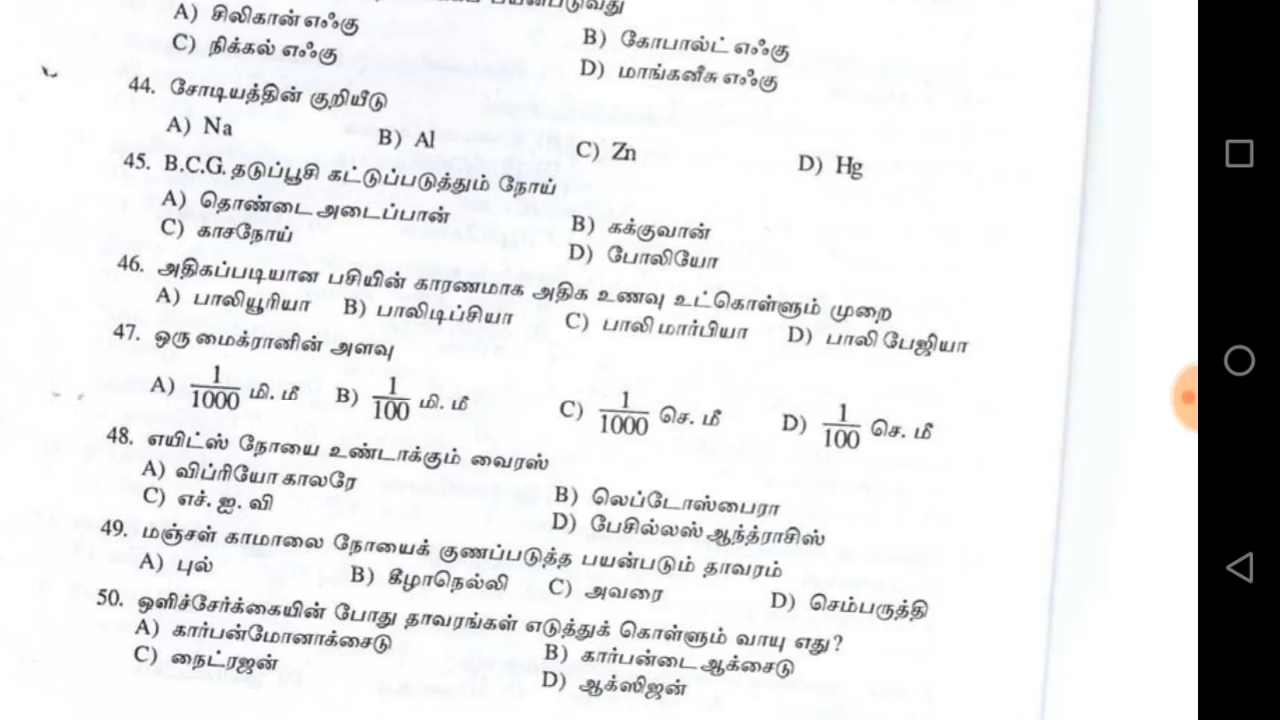 பயன்படுவது
A) சிலிகான் எஃகு B) கோபால்ட் எஃகு
C) நிக்கல் எஃகு D) மாங்கனீசு எஃகு
44. சோடியத்தின் குறியீடு
A) Na B) Al C) Zn D) Hg
45. B.C.G. தடுப்பூசி கட்டுப்படுத்தும் நோய்
A) தொண்டை அடைப்பான் B) கக்குவான்
C) காசநோய் D) போலியோ
46. அதிகப்படியான பசியின் காரணமாக அதிக உணவு உட்கொள்ளும் முறை
A) பாலியூரியா B) பாலிடிப்சியா C) பாலி மார்பியா D) பாலி பேஜியா
47. ஒரு மைக்ரானின் அளவு
A) 1/1000 மி. மீ B) 1/100 மி. மீ C) 1/1000 செ. மீ D) 1/100 செ. மீ
48. எயிட்ஸ் நோயை உண்டாக்கும் வைரஸ்
A) விப்ரியோ காலரே B) லெப்டோஸ்பைரா
C) எச். ஐ. வி D) பேசில்லஸ் ஆந்த்ராசிஸ்
49. மஞ்சள் காமாலை நோயைக் குணப்படுத்த பயன்படும் தாவரம்
A) புல் B) கீழாநெல்லி C) அவரை D) செம்பருத்தி
50. ஒளிச்சேர்க்கையின் போது தாவரங்கள் எடுத்துக் கொள்ளும் வாயு எது?
A) கார்பன்மோனாக்சைடு B) கார்பன்டை ஆக்சைடு
C) நைட்ரஜன் D) ஆக்ஸிஜன்